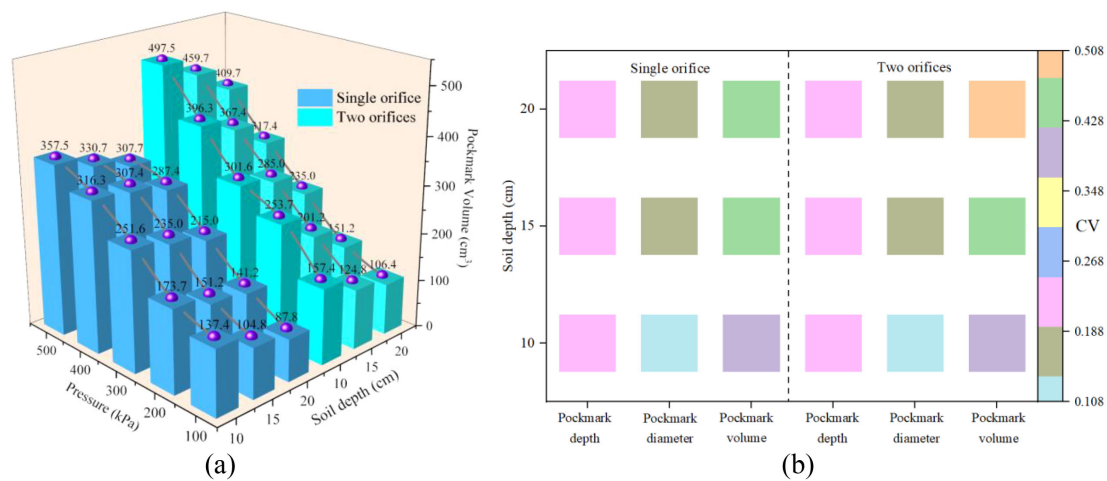 497.5
459.7
409.7
396.3
367.4
317.4
301.6
285.0
235.0
253.7
201.2
151.2
157.4
124.8
106.4
357.5
330.7
307.7
316.3
307.4
287.4
251.6
235.0
215.0
173.7
151.2
141.2
137.4
104.8
87.8
Single orifice
Two orifices
500
400
300
200
100
0
Pockmark Volume (cm³)
500
400
300
200
100
Pressure (kPa)
10
15
20
10
15
20
Soil depth (cm)
(a)
Single orifice
Two orifices
20
15
10
Soil depth (cm)
Pockmark
depth
Pockmark
diameter
Pockmark
volume
Pockmark
depth
Pockmark
diameter
Pockmark
volume
0.508
0.428
0.348
CV
0.268
0.188
0.108
(b)